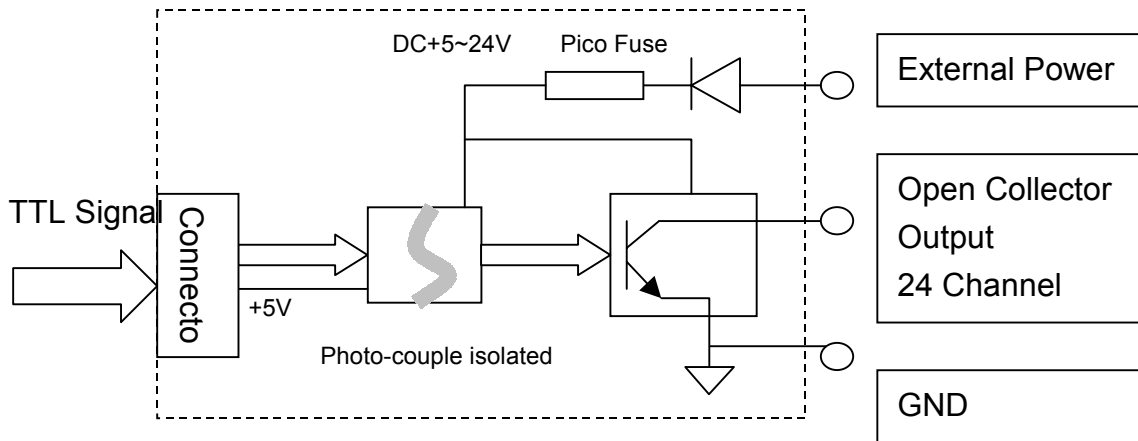 DC+5~24V
Pico Fuse
External Power
TTL Signal
Connecto
+5V
Photo-couple isolated
Open Collector
Output
24 Channel
GND